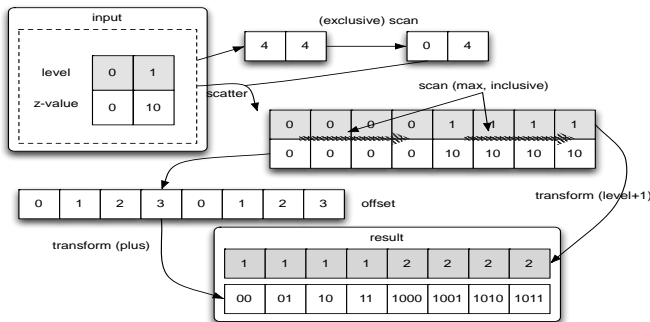 input
(exclusive) scan
4 4
0 4
level 0 1
z-value 0 10
scatter
scan (max, inclusive)
0 0 0 0 1 1 1 1
0 0 0 0 10 10 10 10
0 1 2 3 0 1 2 3
offset
transform (level+1)
transform (plus)
result
1 1 1 1 2 2 2 2
00 01 10 11 1000 1001 1010 1011